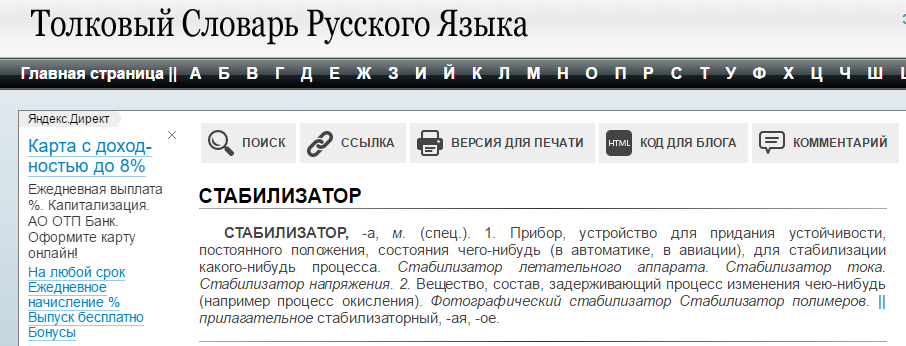 Толковый Словарь Русского Языка
Главная страница || А Б В Г Д Е Ж З И Й К Л М Н О П Р С Т У Ф Х Ц Ч Ш
Яндекс.Директ
Карта с доход-
ностью до 8%
Ежедневная выплата
%. Капитализация.
АО ОТП Банк.
Оформите карту
онлайн!
На любой срок
Ежедневное
начисление %
Выпуск бесплатно
Бонусы
ПОИСК
ССЫЛКА
ВЕРСИЯ ДЛЯ ПЕЧАТИ
HTML КОД ДЛЯ БЛОГА
КОММЕНТАРИЙ
СТАБИЛИЗАТОР
СТАБИЛИЗАТОР, -а, м. (спец.). 1. Прибор, устройство для придания устойчивости,
постоянного положения, состояния чего-нибудь (в автоматике, в авиации), для стабилизации
какого-нибудь процесса. Стабилизатор летательного аппарата. Стабилизатор тока.
Стабилизатор напряжения. 2. Вещество, состав, задерживающий процесс изменения чею-нибудь
(например процесс окисления). Фотографический стабилизатор Стабилизатор полимеров. ||
прилагательное стабилизаторный, -ая, -ое.